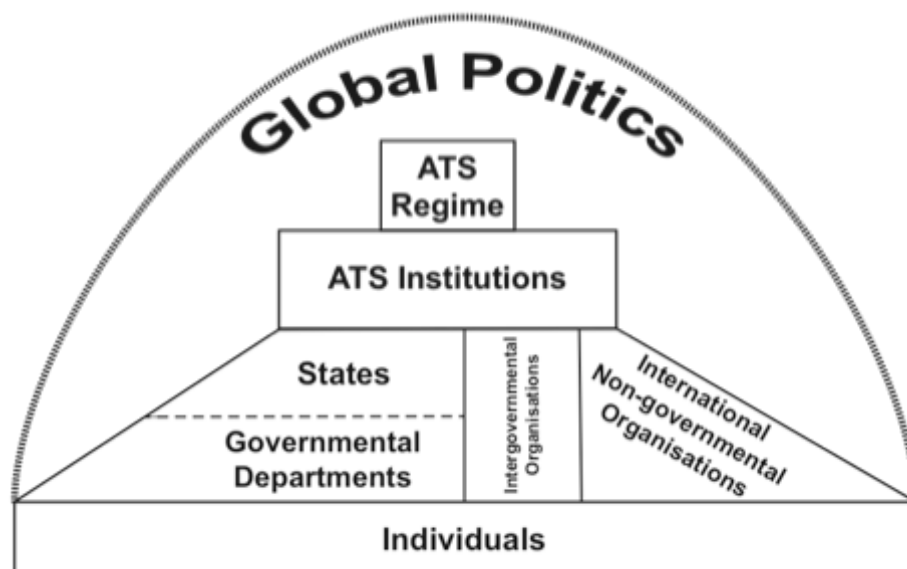 Global Politics
ATS
Regime
ATS Institutions
States
Governmental
Departments
Intergovernmental
Organisations
International
Non-governmental
Organisations
Individuals